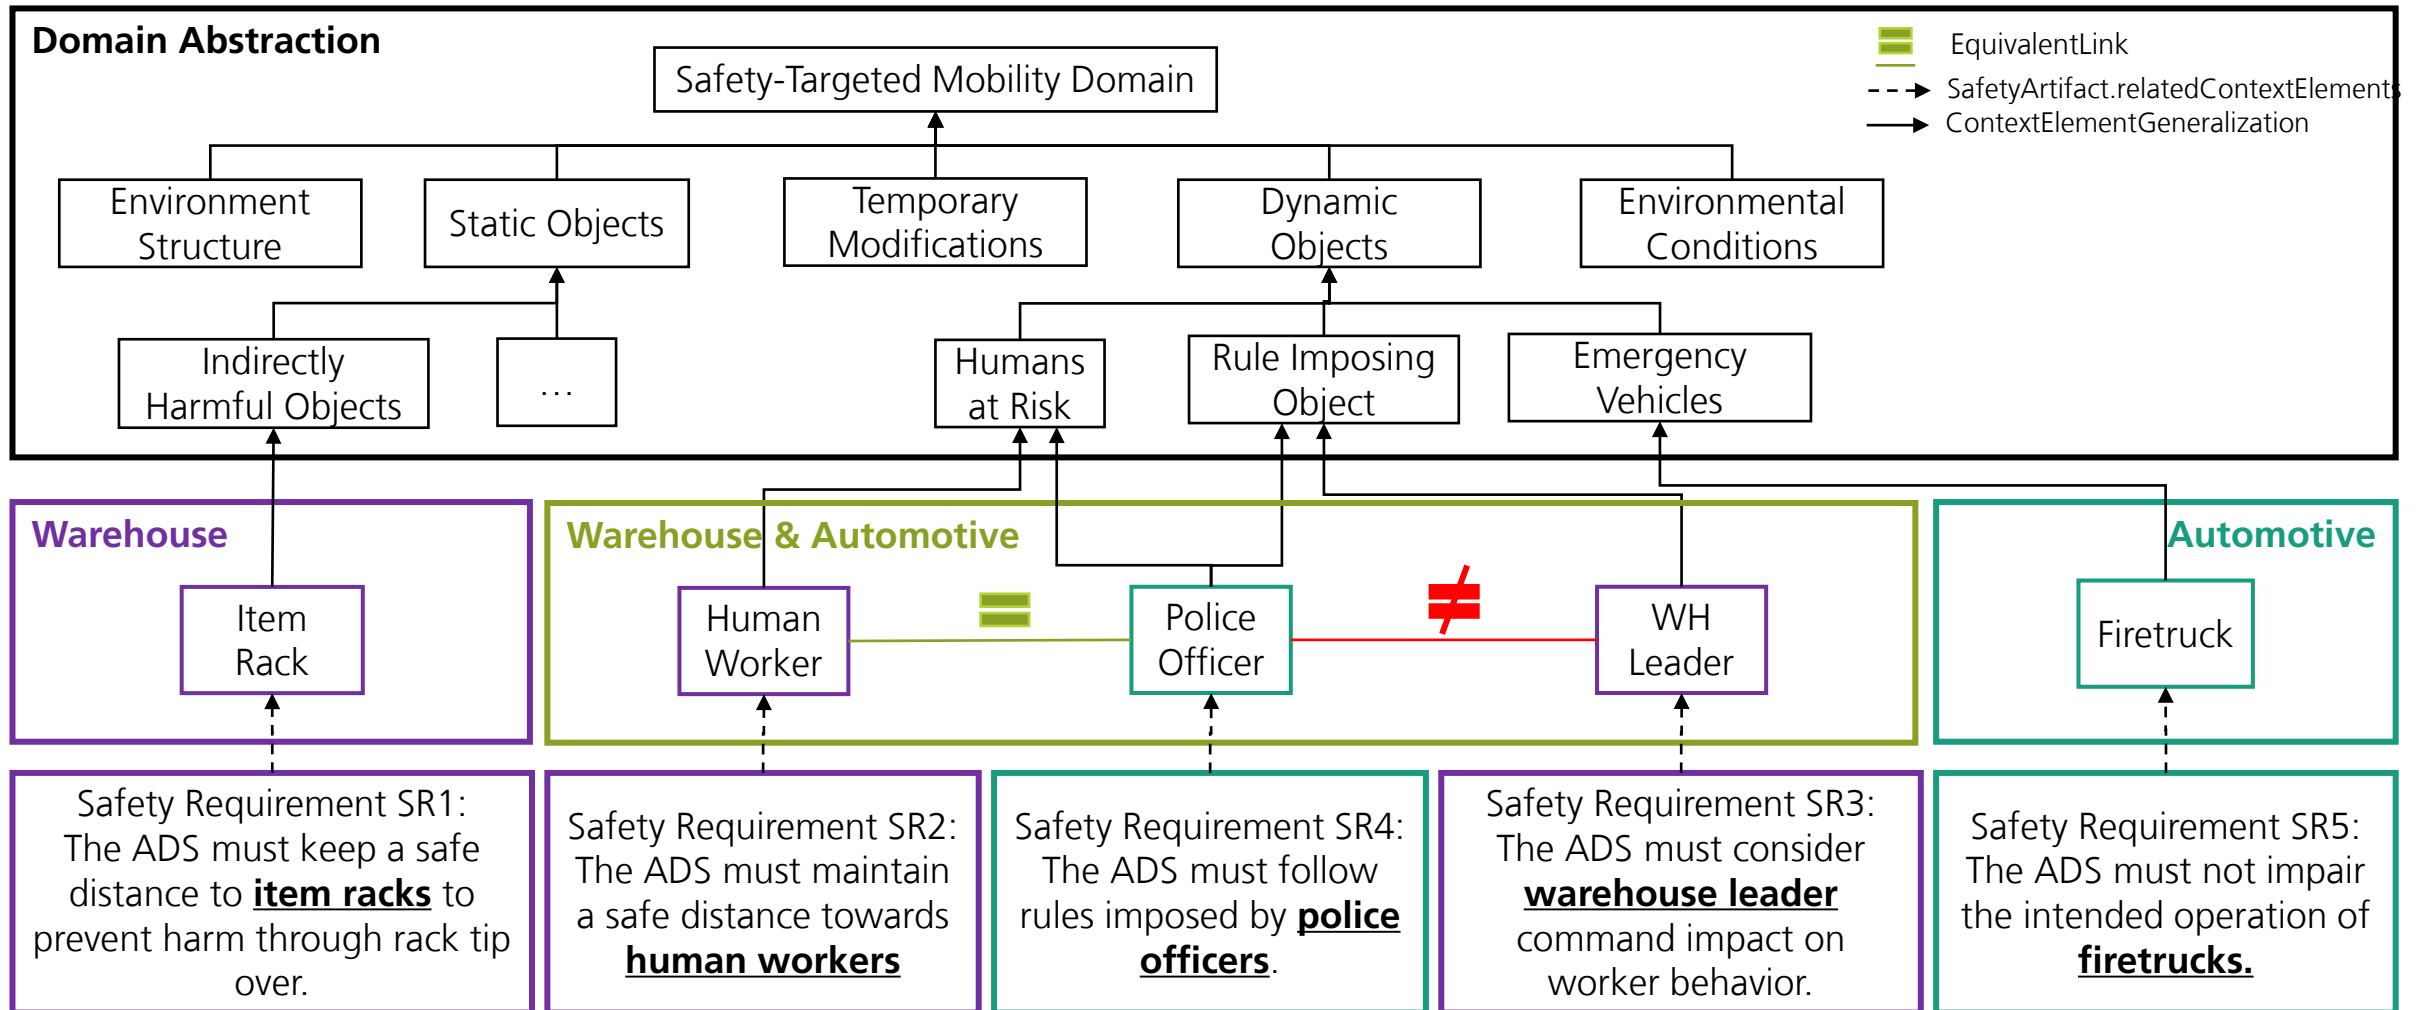 Domain Abstraction
EquivalentLink
SafetyArtifact.relatedContextElements
ContextElementGeneralization
Safety-Targeted Mobility Domain
Environment
Structure
Static Objects
Temporary
Modifications
Dynamic
Objects
Environmental
Conditions
Indirectly
Harmful Objects
...
Humans
at Risk
Rule Imposing
Object
Emergency
Vehicles
Warehouse
Warehouse & Automotive
Automotive
Item
Rack
Human
Worker
=
Police
Officer
≠
WH
Leader
Firetruck
Safety Requirement SR1:
The ADS must keep a safe
distance to item racks to
prevent harm through rack tip
over.
Safety Requirement SR2:
The ADS must maintain
a safe distance towards
human workers
Safety Requirement SR4:
The ADS must follow
rules imposed by police
officers.
Safety Requirement SR3:
The ADS must consider
warehouse leader
command impact on
worker behavior.
Safety Requirement SR5:
The ADS must not impair
the intended operation of
firetrucks.